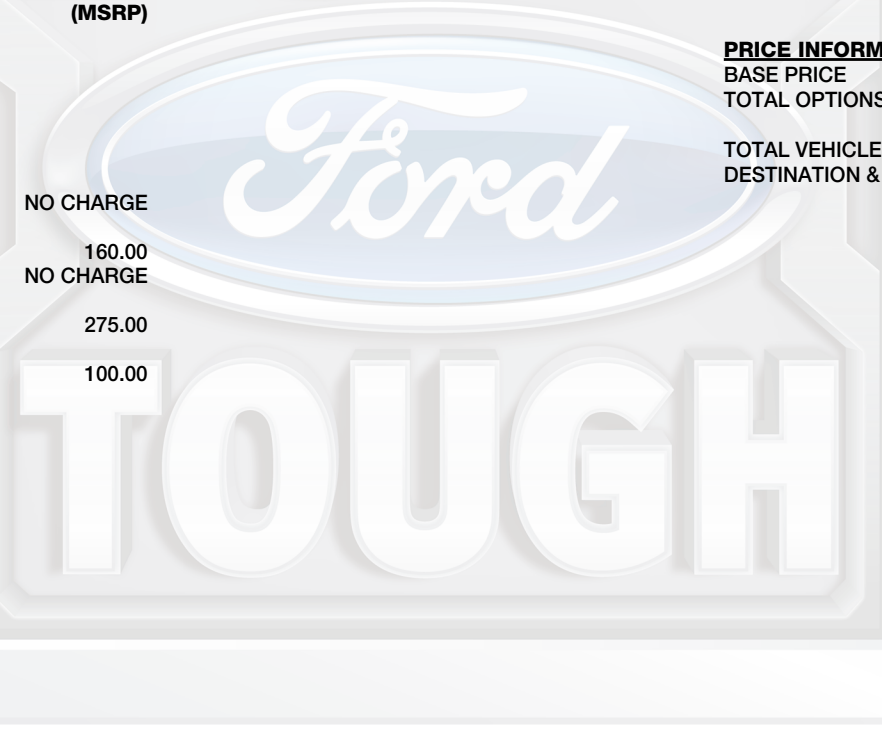 (MSRP)
NO CHARGE
160.00
NO CHARGE
275.00
100.00
PRICE INFORM
BASE PRICE
TOTAL OPTIONS
TOTAL VEHICLE
DESTINATION &
Ford
TOUGH